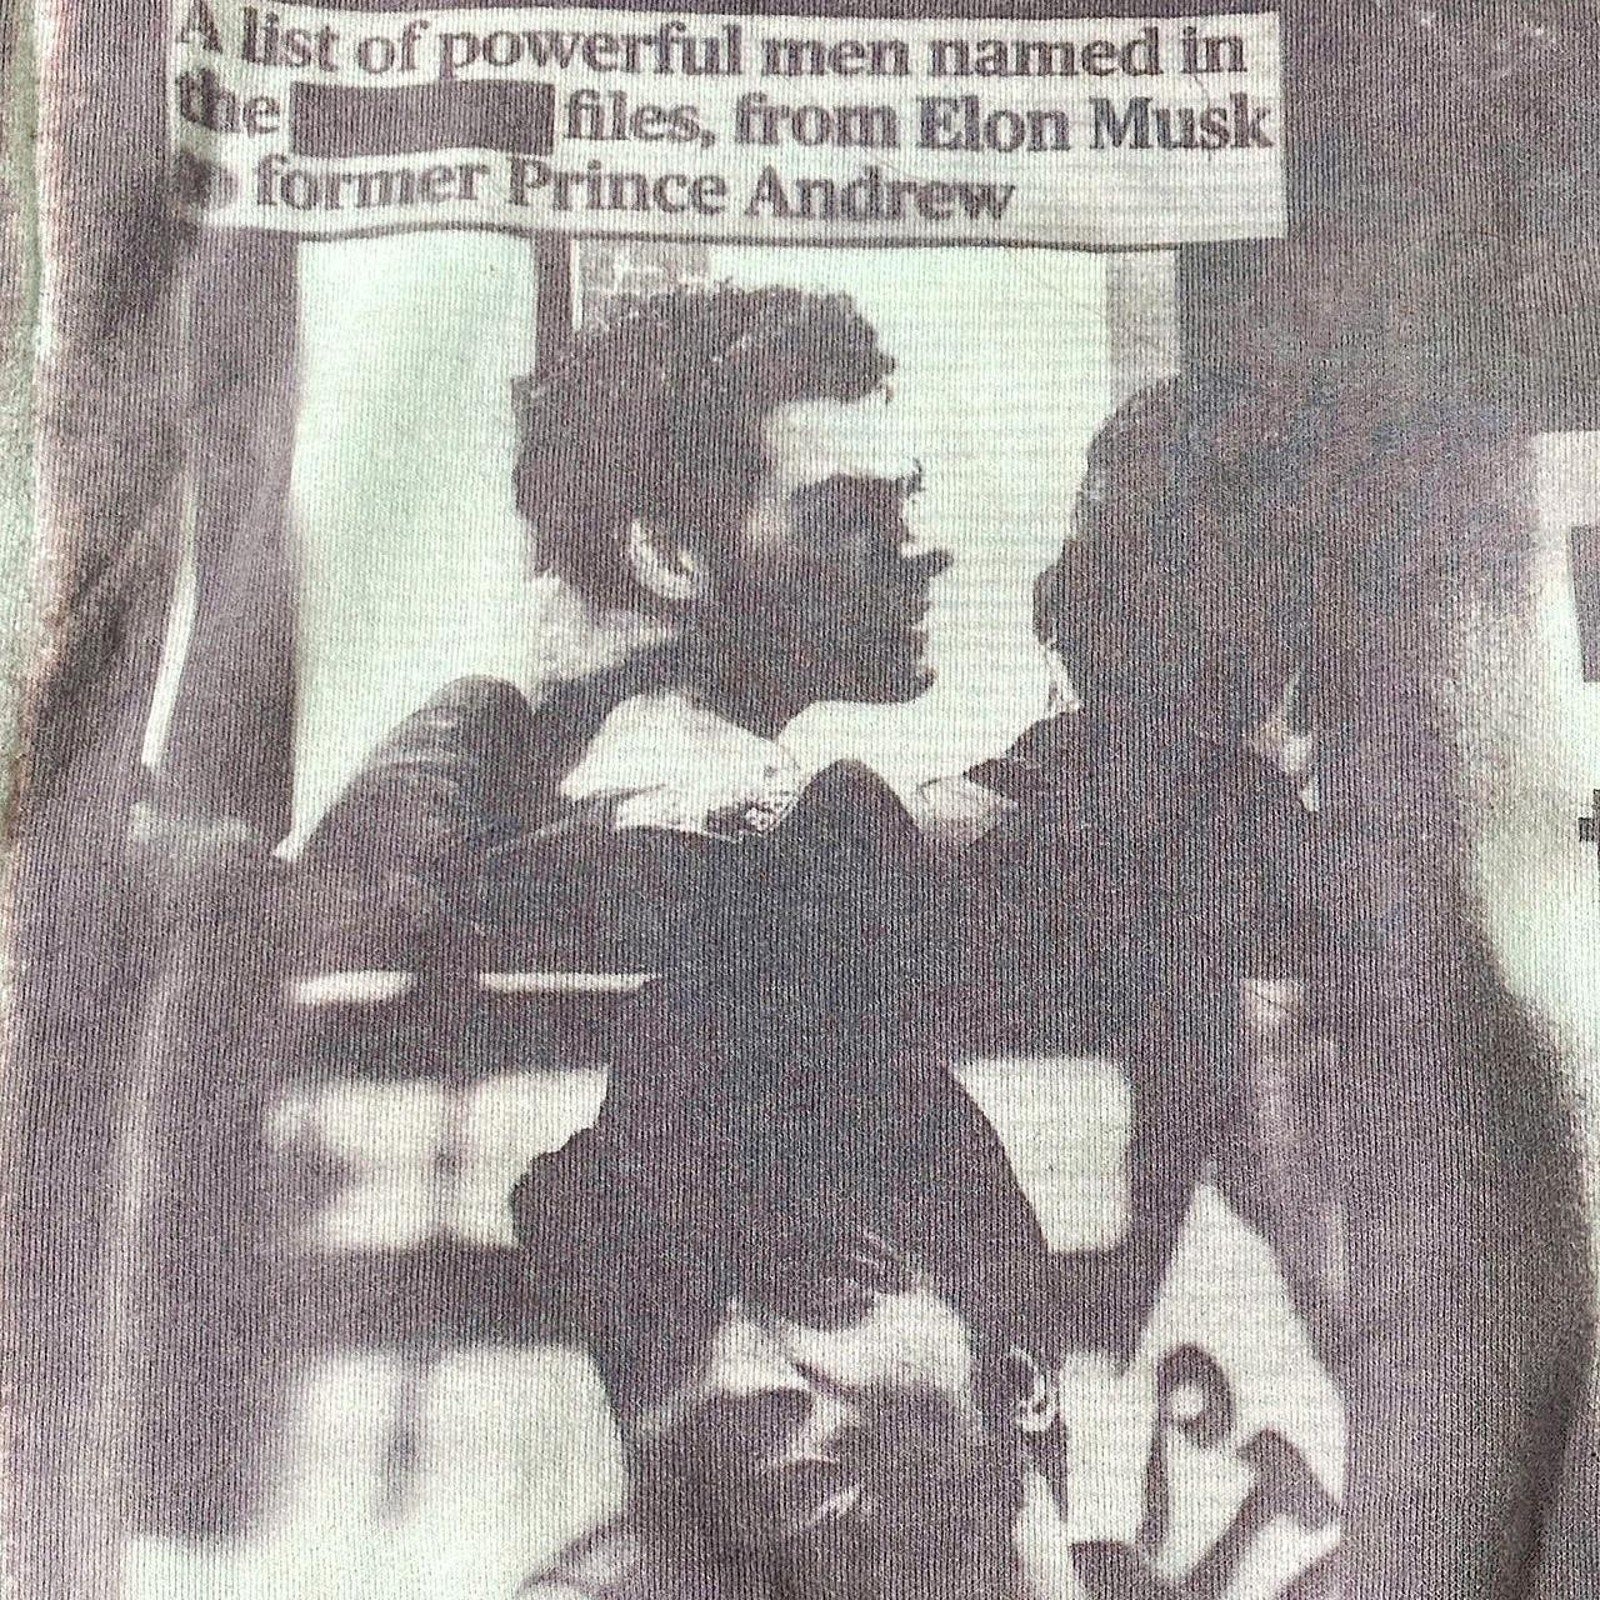 A list of powerful men named in
the files, from Elon Musk
former Prince Andrew